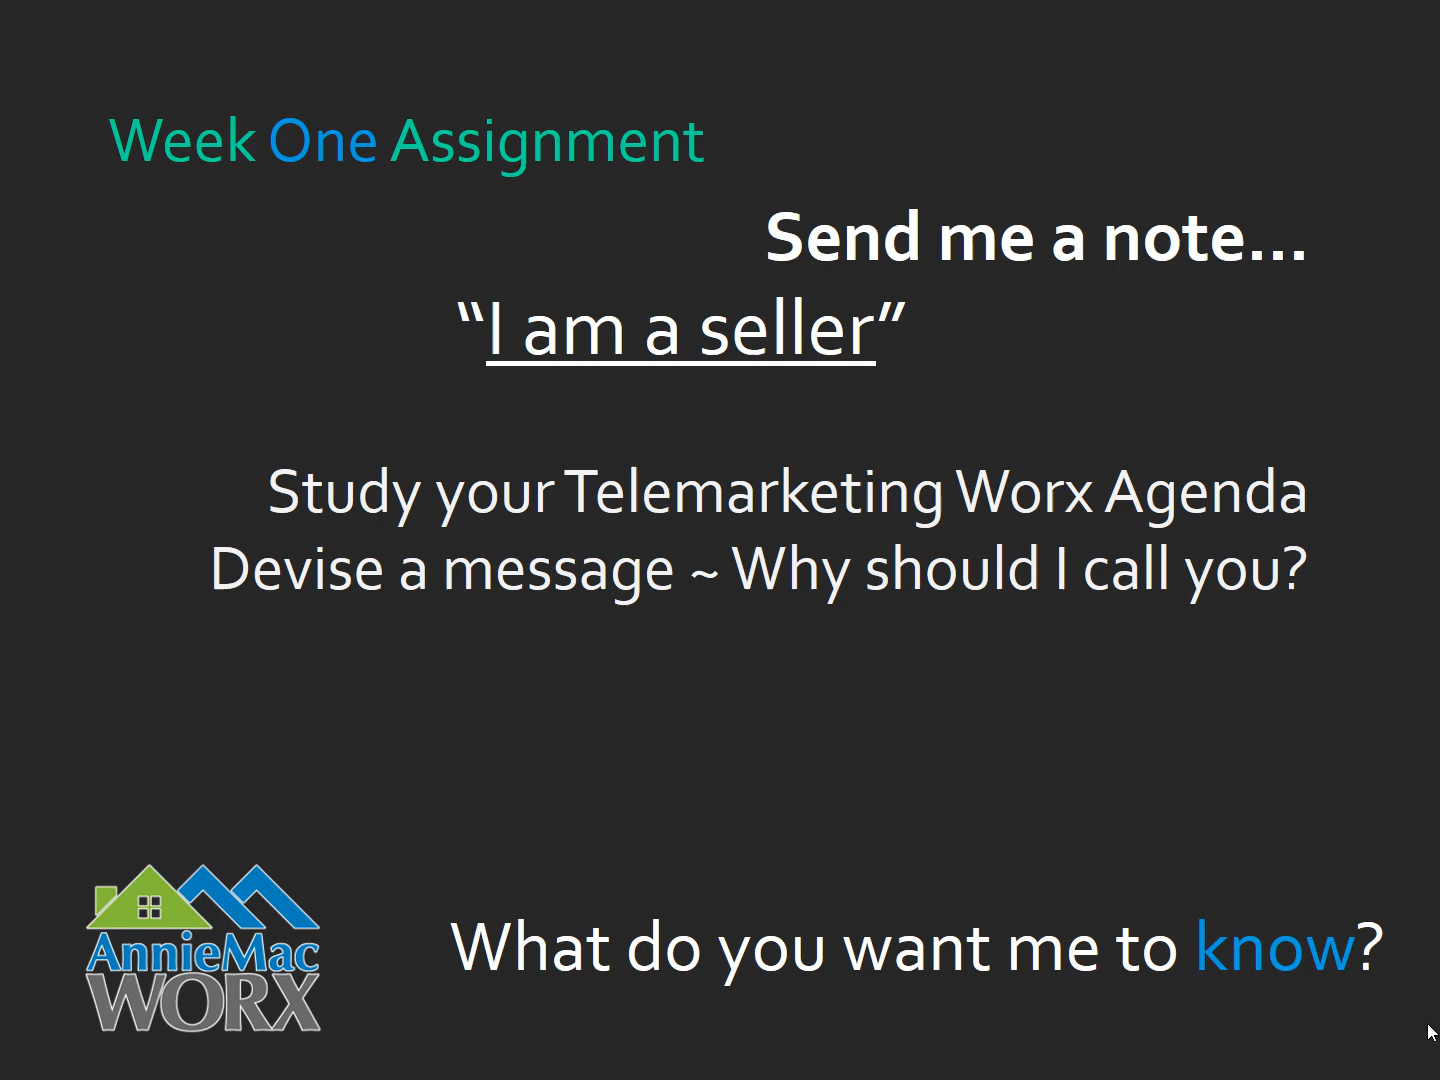 Week One Assignment
Send me a note...
“I am a seller”
Study your Telemarketing Worx Agenda
Devise a message ~ Why should I call you?
AnnieMac
WORX
What do you want me to know?